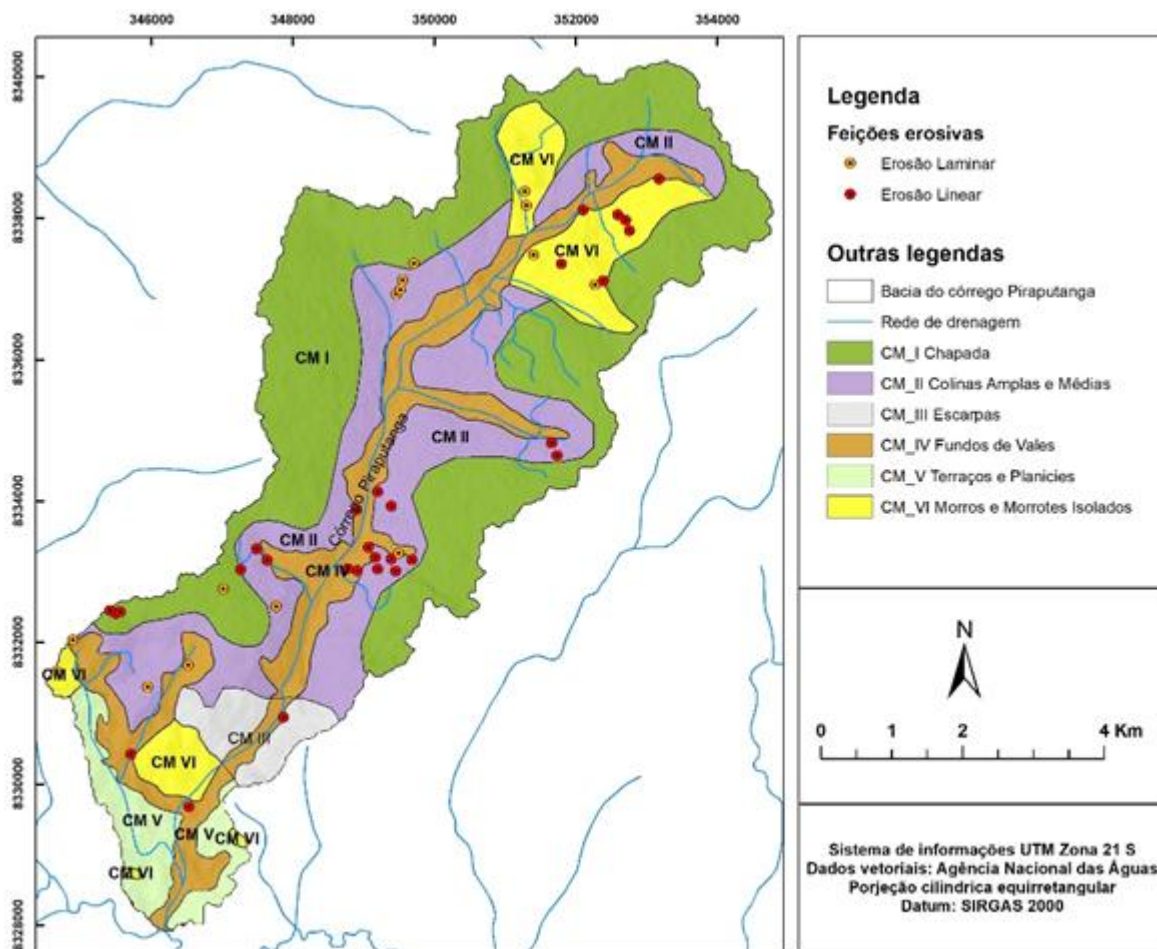 346000 348000 350000 352000 354000
8340000
8338000
8336000
8334000
8332000
8330000
8328000
CM II
CM VI
CM VI
CM I
CM II
Córrego Piraputanga
CM II
CM IV
CM VI
CM III
CM VI
CM V
CM V
CM VI
CM VI
Legenda
Feições erosivas
Erosão Laminar
Erosão Linear
Outras legendas
Bacia do córrego Piraputanga
Rede de drenagem
CM_I Chapada
CM_II Colinas Amplas e Médias
CM_III Escarpas
CM_IV Fundos de Vales
CM_V Terraços e Planicies
CM_VI Morros e Morrotes Isolados
N
0 1 2 4 Km
Sistema de informações UTM Zona 21 S
Dados vetoriais: Agência Nacional das Águas
Porjeção cilindrica equirretangular
Datum: SIRGAS 2000